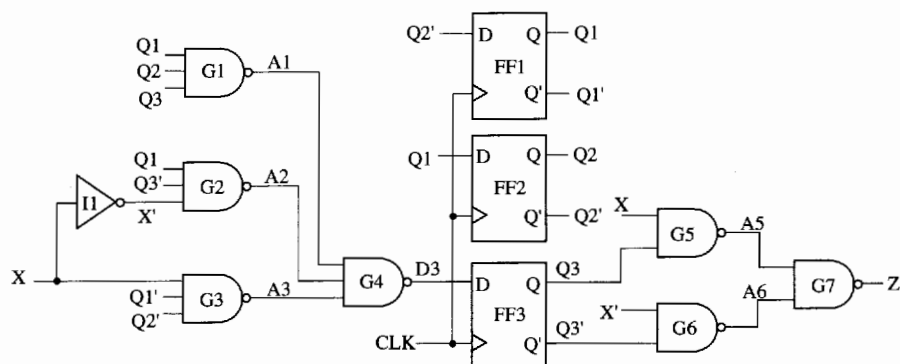 Q1
Q2
Q3
G1
A1
Q1
Q3'
G2
A2
I1
X'
X
Q1'
Q2'
G3
A3
G4
D3
CLK
Q2'
D
Q
Q1
FF1
Q'
Q1'
Q1
D
Q
Q2
FF2
Q'
Q2'
D
Q
Q3
FF3
Q'
Q3'
X
G5
A5
X'
G6
A6
G7
Z